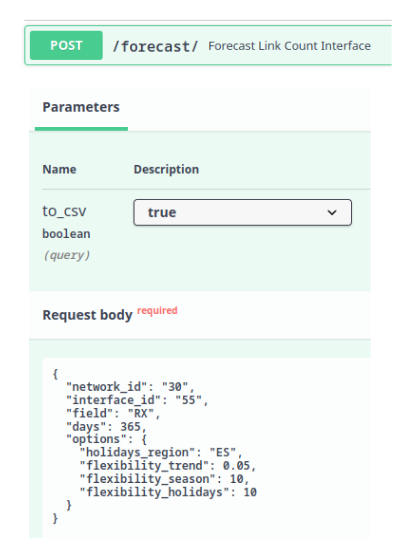 POST /forecast/ Forecast Link Count Interface
Parameters
Name Description
to_csv true
boolean
(query)
Request body required
{
"network_id": "30",
"interface_id": "55",
"field": "RX",
"days": 365,
"options": {
"holidays_region": "ES",
"flexibility_trend": 0.05,
"flexibility_season": 10,
"flexibility_holidays": 10
}
}